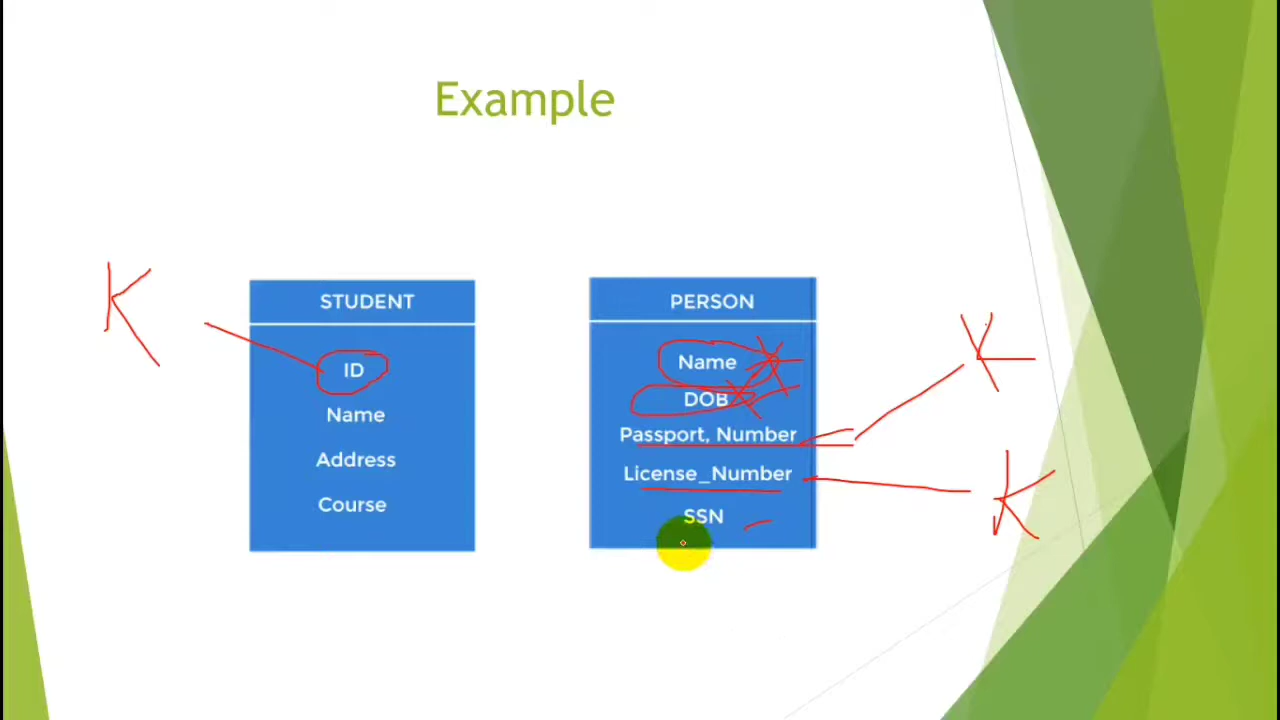 Example
K
STUDENT
ID
Name
Address
Course
PERSON
Name
DOB
Passport, Number
License_Number
SSN
K
K